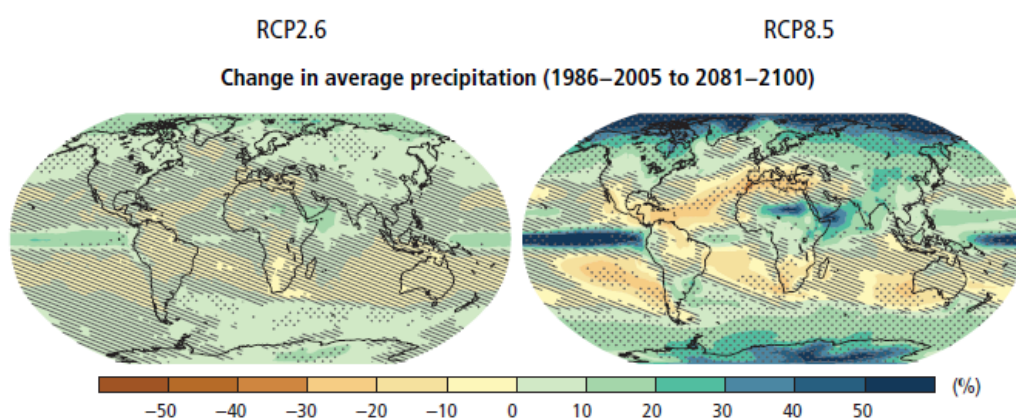 RCP2.6 RCP8.5
Change in average precipitation (1986–2005 to 2081–2100)
−50 −40 −30 −20 −10 0 10 20 30 40 50 (%)